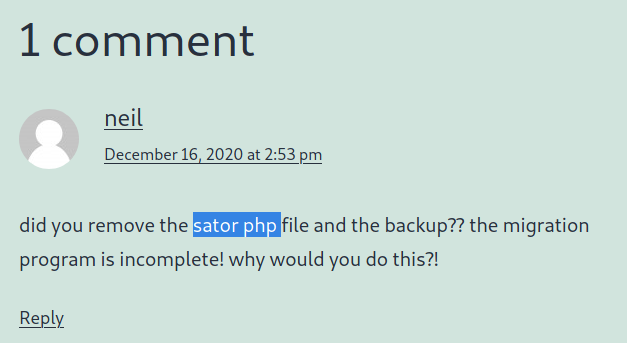 1 comment
neil
December 16, 2020 at 2:53 pm
did you remove the sator php file and the backup?? the migration
program is incomplete! why would you do this?!
Reply